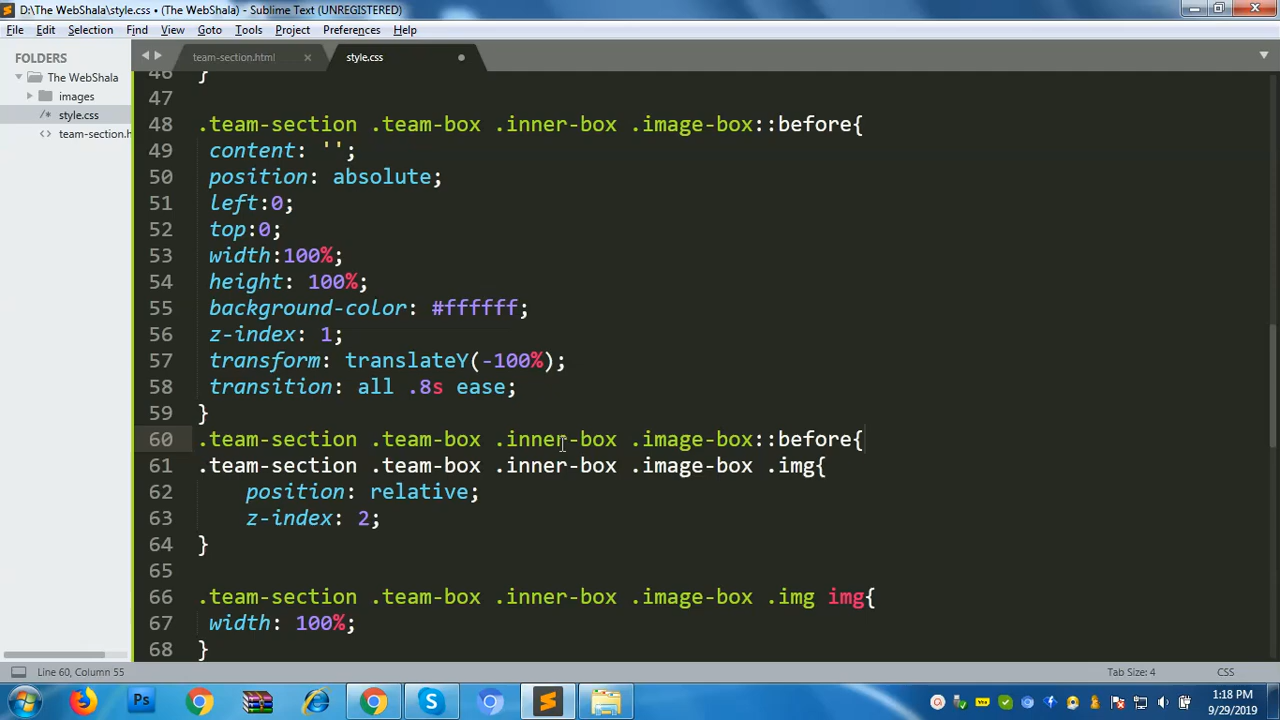 D:\The WebShala\style.css • (The WebShala) - Sublime Text (UNREGISTERED)
File Edit Selection Find View Goto Tools Project Preferences Help
FOLDERS
The WebShala
images
/* style.css
<> team-section.h
team-section.html ×
style.css
46 }
47
48 .team-section .team-box .inner-box .image-box::before{
49 content: '';
50 position: absolute;
51 left:0;
52 top:0;
53 width:100%;
54 height: 100%;
55 background-color: #ffffff;
56 z-index: 1;
57 transform: translateY(-100%);
58 transition: all .8s ease;
59 }
60 .team-section .team-box .inner-box .image-box::before{
61 .team-section .team-box .inner-box .image-box .img{
62 position: relative;
63 z-index: 2;
64 }
65
66 .team-section .team-box .inner-box .image-box .img img{
67 width: 100%;
68 }
Line 60, Column 55
Tab Size: 4
CSS
Ps
S
1:18 PM
9/29/2019